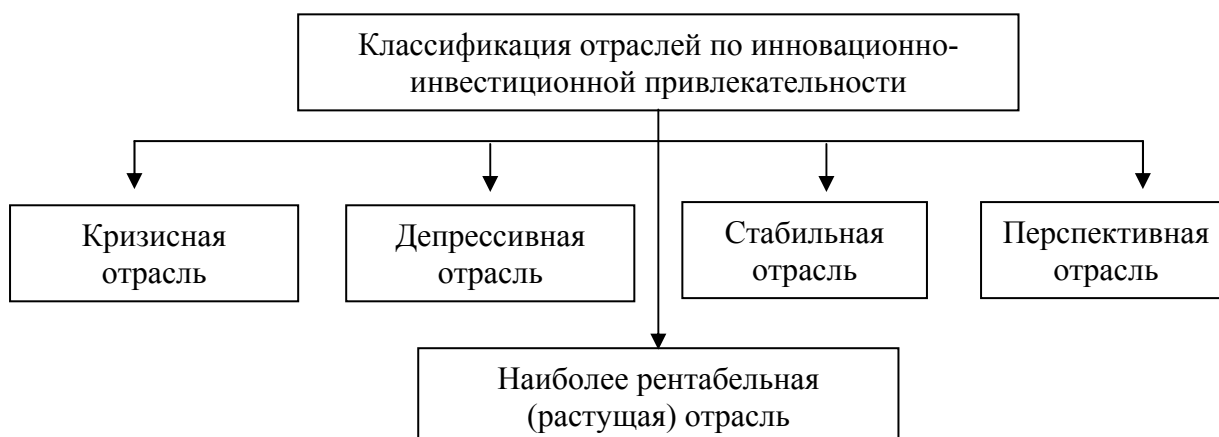 Классификация отраслей по инновационно-
инвестиционной привлекательности
Кризисная
отрасль
Депрессивная
отрасль
Стабильная
отрасль
Перспективная
отрасль
Наиболее рентабельная
(растущая) отрасль